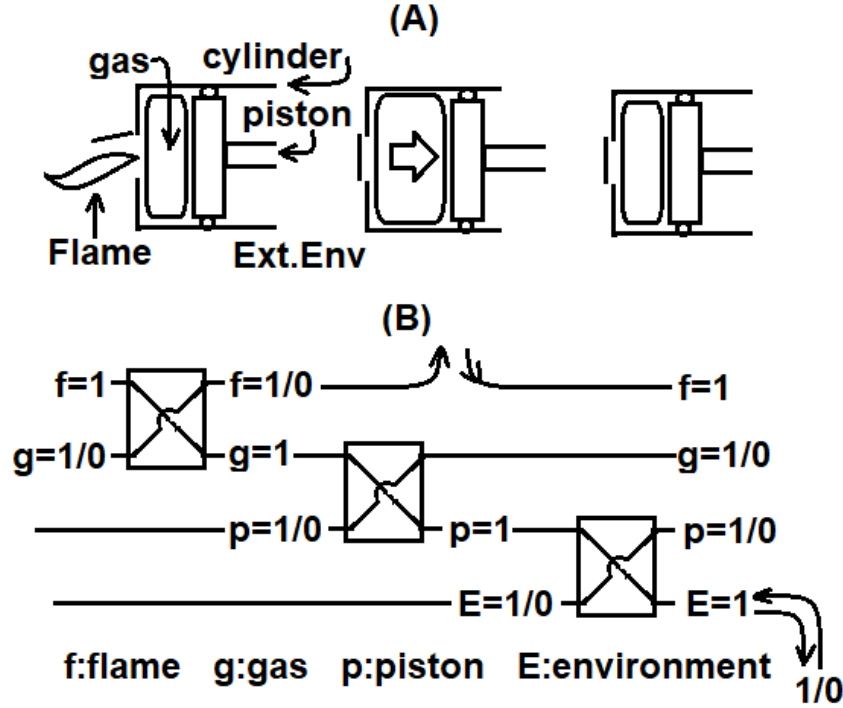 (A)
gas cylinder
piston
Flame Ext.Env
(B)
f=1 f=1/0 f=1
g=1/0 g=1 g=1/0
p=1/0 p=1 p=1/0
E=1/0 E=1
f:flame g:gas p:piston E:environment
1/0